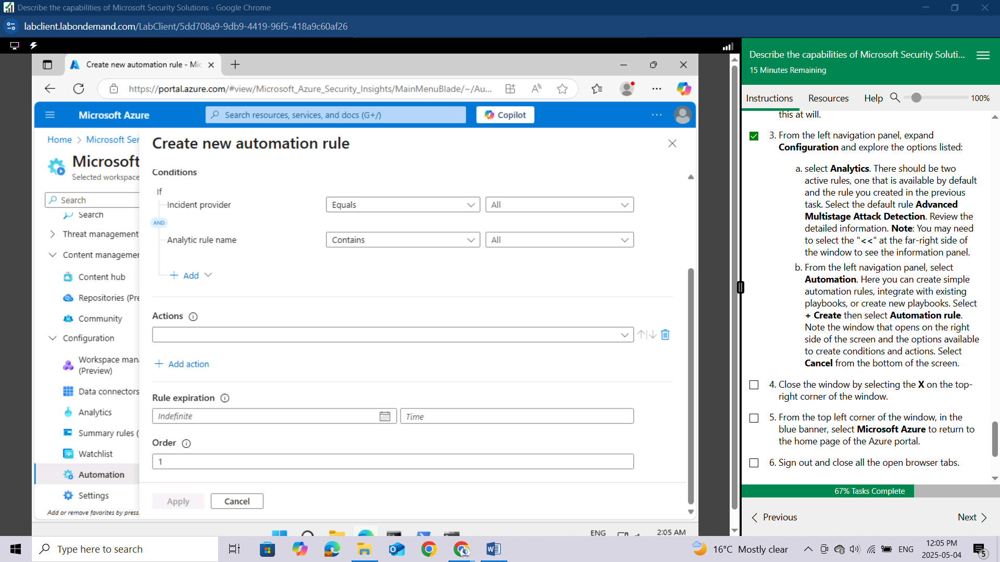 Describe the capabilities of Microsoft Security Solutions - Google Chrome
labclient.labondemand.com/LabClient/5dd708a9-9db9-4419-96f5-418a9c60af26
Create new automation rule - Mic
https://portal.azure.com/#view/Microsoft_Azure_Security_Insights/MainMenuBlade/~/Au...
Microsoft Azure
Search resources, services, and docs (G+/)
Copilot
Home > Microsoft Ser
Microsoft
Selected workspace
Search
Search
Threat management
Content managemen
Content hub
Repositories (Pre
Community
Configuration
Workspace mana
(Preview)
Data connectors
Analytics
Summary rules (
Watchlist
Automation
Settings
Add or remove favorites by press
Create new automation rule
Conditions
If
Incident provider
Equals
All
AND
Analytic rule name
Contains
All
+ Add
Actions
+ Add action
Rule expiration
Indefinite
Time
Order
1
Apply
Cancel
ENG
2:05 AM
Describe the capabilities of Microsoft Security Soluti...
15 Minutes Remaining
Instructions
Resources
Help
100%
this at will.
3. From the left navigation panel, expand
Configuration and explore the options listed:
a. select Analytics. There should be two
active rules, one that is available by default
and the rule you created in the previous
task. Select the default rule Advanced
Multistage Attack Detection. Review the
detailed information. Note: You may need
to select the "<<" at the far-right side of
the window to see the information panel.
b. From the left navigation panel, select
Automation. Here you can create simple
automation rules, integrate with existing
playbooks, or create new playbooks. Select
+ Create then select Automation rule.
Note the window that opens on the right
side of the screen and the options available
to create conditions and actions. Select
Cancel from the bottom of the screen.
4. Close the window by selecting the X on the top-
right corner of the window.
5. From the top left corner of the window, in the
blue banner, select Microsoft Azure to return to
the home page of the Azure portal.
6. Sign out and close all the open browser tabs.
67% Tasks Complete
Previous
Next
Type here to search
16°C Mostly clear
ENG
12:05 PM
2025-05-04
5